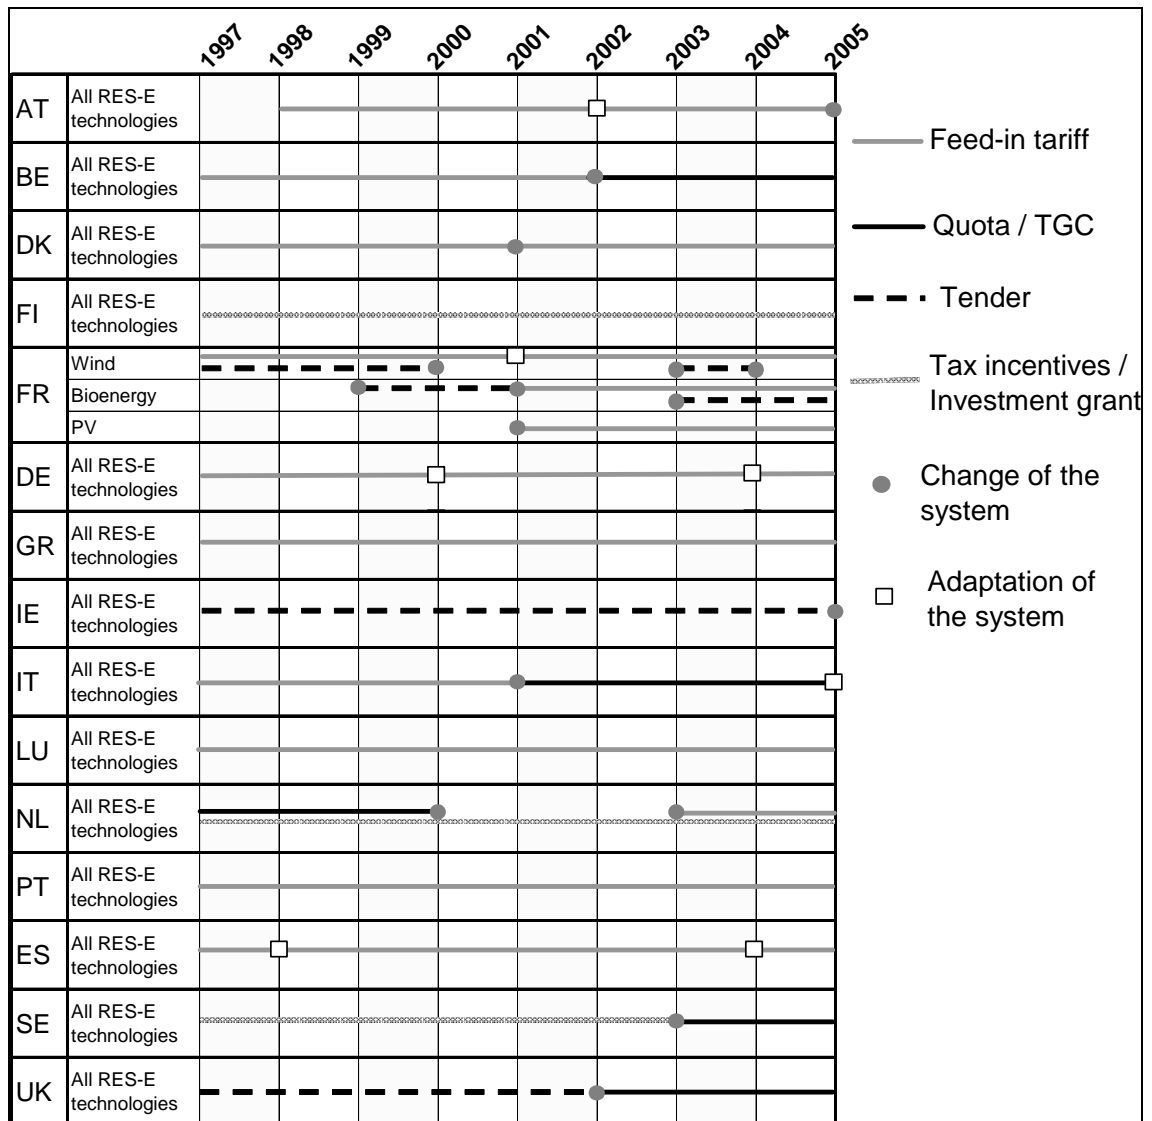 1997 1998 1999 2000 2001 2002 2003 2004 2005
AT
All RES-E
technologies
BE
All RES-E
technologies
DK
All RES-E
technologies
FI
All RES-E
technologies
FR
Wind
Bioenergy
PV
DE
All RES-E
technologies
GR
All RES-E
technologies
IE
All RES-E
technologies
IT
All RES-E
technologies
LU
All RES-E
technologies
NL
All RES-E
technologies
PT
All RES-E
technologies
ES
All RES-E
technologies
SE
All RES-E
technologies
UK
All RES-E
technologies
Feed-in tariff
Quota / TGC
Tender
Tax incentives /
Investment grant
Change of the
system
Adaptation of
the system